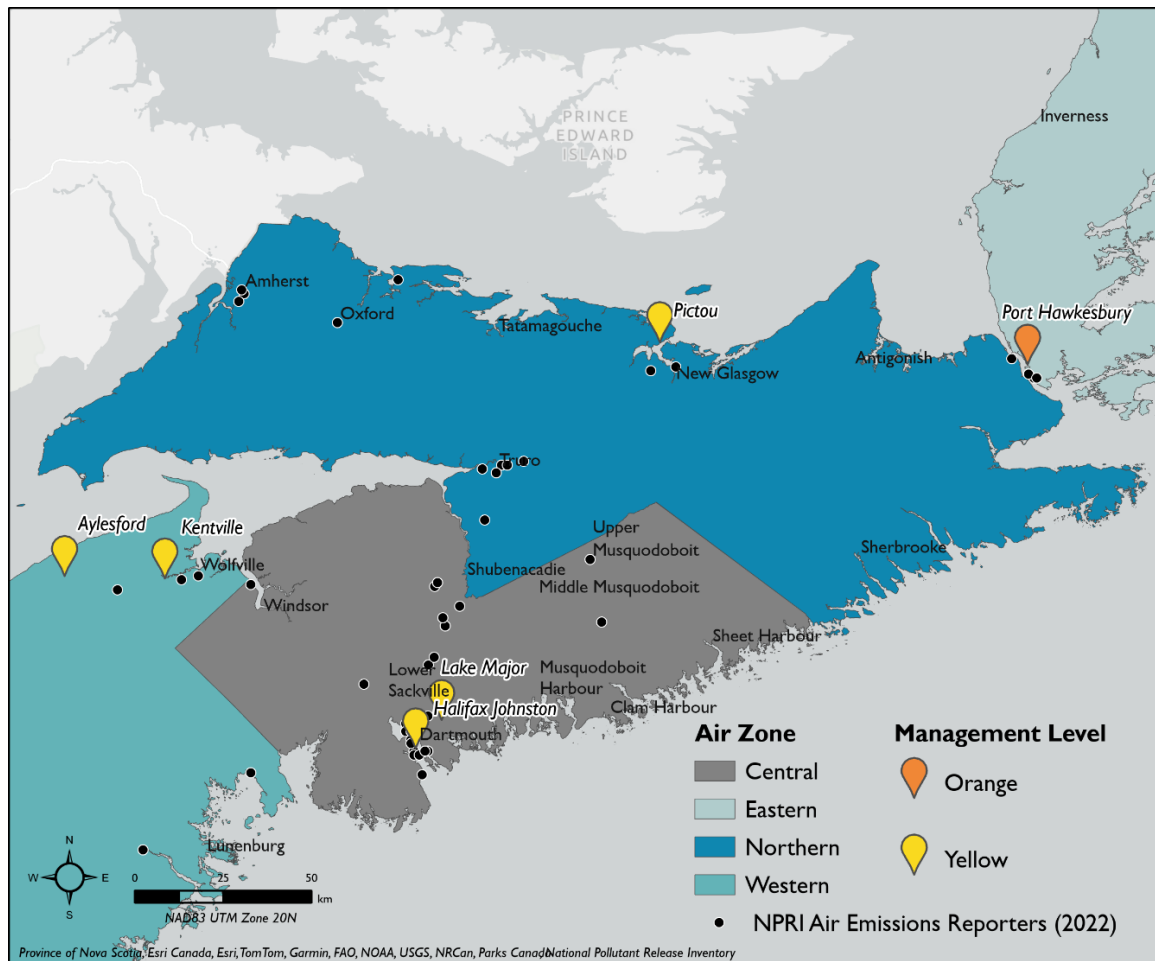 PRINCE
EDWARD
ISLAND
Inverness
Amherst
Oxford
Tatamagouche
Pictou
Port Hawkesbury
Antigonish
New Glasgow
Truro
Aylesford
Kentville
Wolfville
Windsor
Upper
Musquodoboit
Shubenacadie
Middle Musquodoboit
Sherbrooke
Sheet Harbour
Lake Major
Lower
Sackville
Musquodoboit
Harbour
Clam Harbour
Halifax Johnston
Dartmouth
Lunenburg
Air Zone
Central
Eastern
Northern
Western
Management Level
Orange
Yellow
NPRI Air Emissions Reporters (2022)
N
W E
S
0 25 50
km
NAD83 UTM Zone 20N
Province of Nova Scotia, Esri Canada, Esri, TomTom, Garmin, FAO, NOAA, USGS, NRCan, Parks Canada
National Pollutant Release Inventory